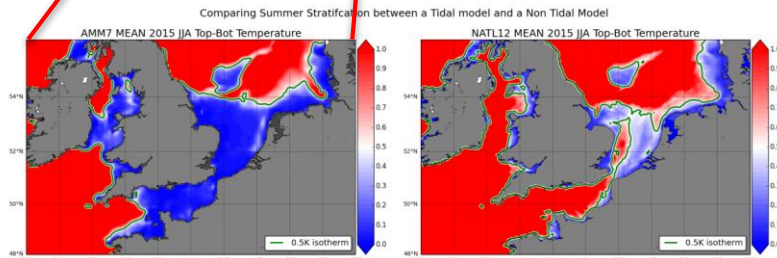 Comparing Summer Stratifcation between a Tidal model and a Non Tidal Model
AMM7 MEAN 2015 JJA Top-Bot Temperature
NATL12 MEAN 2015 JJA Top-Bot Temperature
54°N
52°N
50°N
48°N
0.5K isotherm
1.0
0.9
0.8
0.7
0.6
0.5
0.4
0.3
0.2
0.1
0.0
54°N
52°N
50°N
48°N
0.5K isotherm